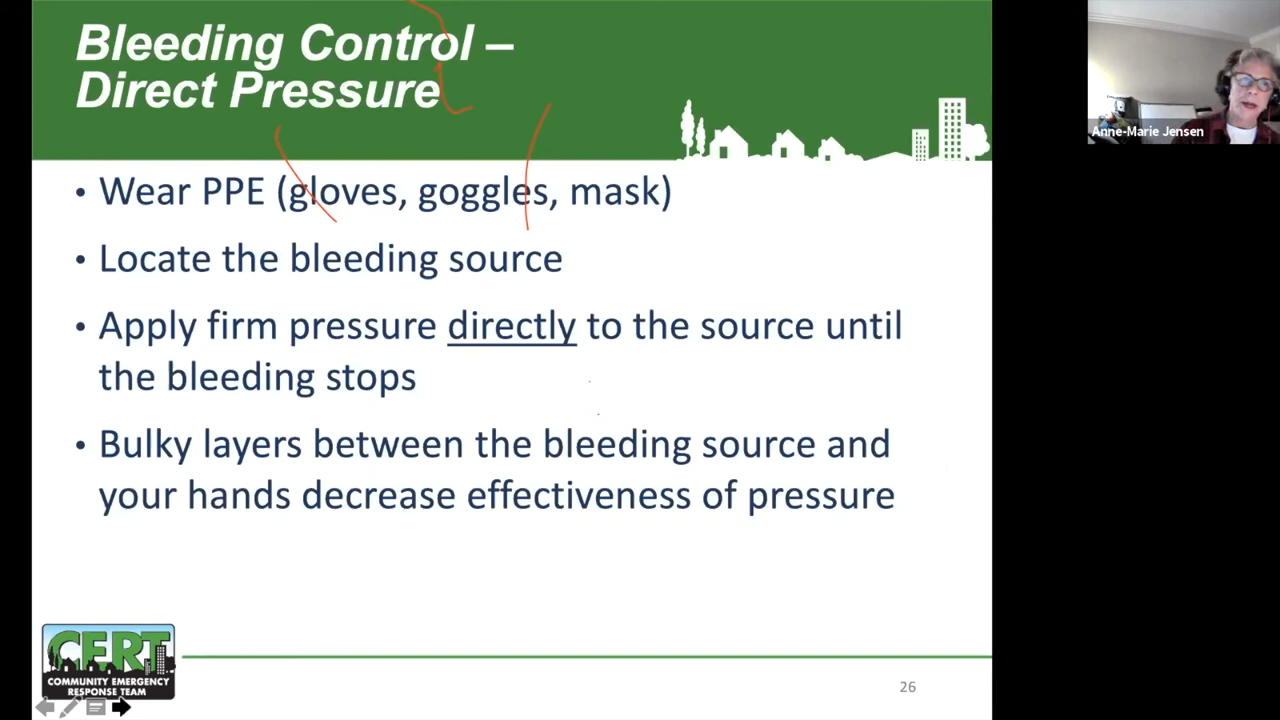 Bleeding Control –
Direct Pressure
Anne-Marie Jensen
• Wear PPE (gloves, goggles, mask)
• Locate the bleeding source
• Apply firm pressure directly to the source until
the bleeding stops
• Bulky layers between the bleeding source and
your hands decrease effectiveness of pressure
CERT
COMMUNITY EMERGENCY
RESPONSE TEAM
26